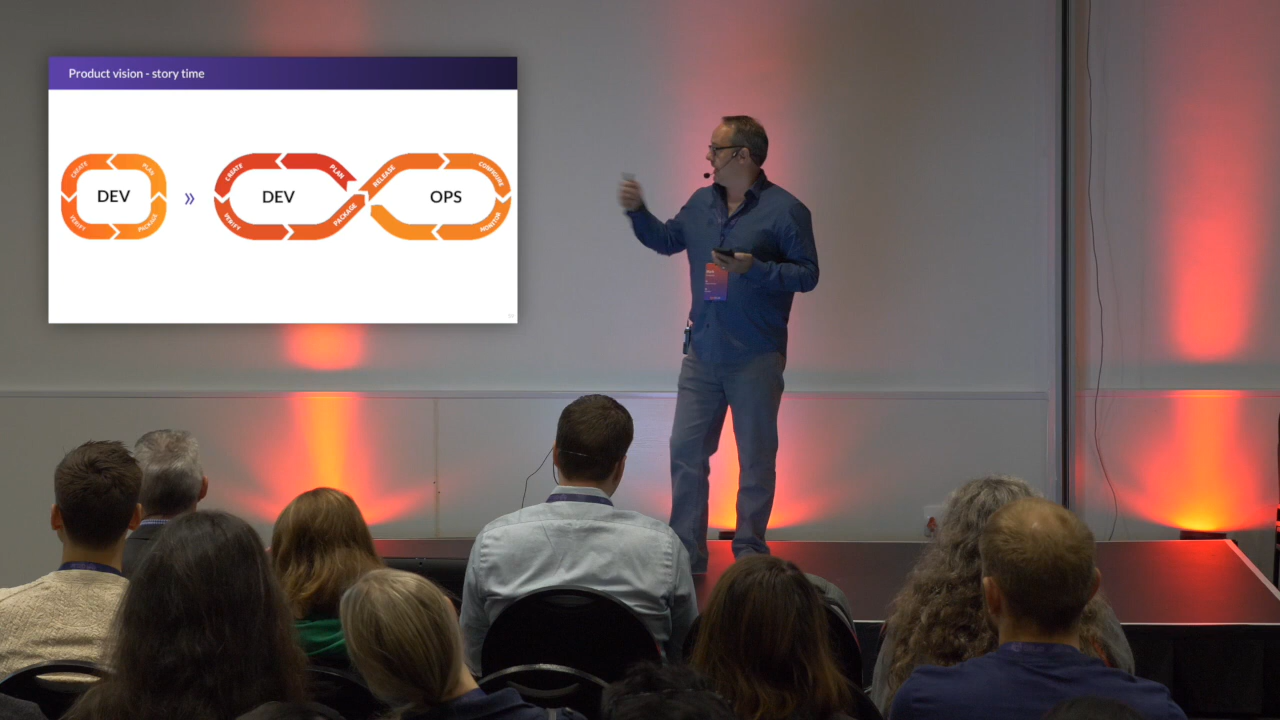 Product vision - story time
CREATE
PLAN
DEV
VERIFY
PACKAGE
»
CREATE
PLAN
DEV
VERIFY
PACKAGE
RELEASE
CONFIGURE
OPS
MONITOR